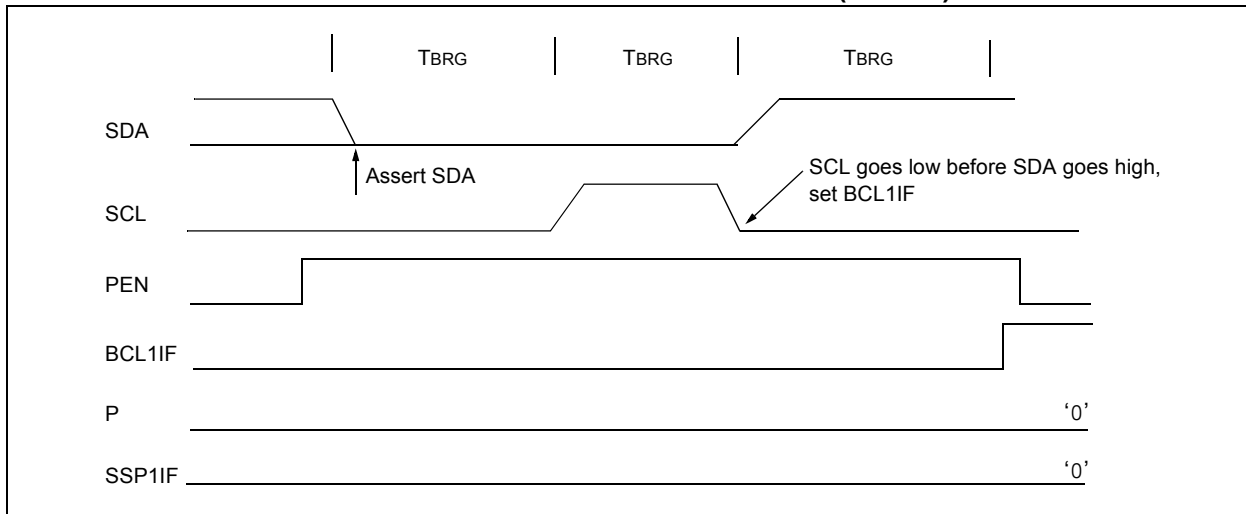 TBRG TBRG TBRG
SDA
Assert SDA
SCL goes low before SDA goes high,
set BCL1IF
SCL
PEN
BCL1IF
P '0'
SSP1IF '0'